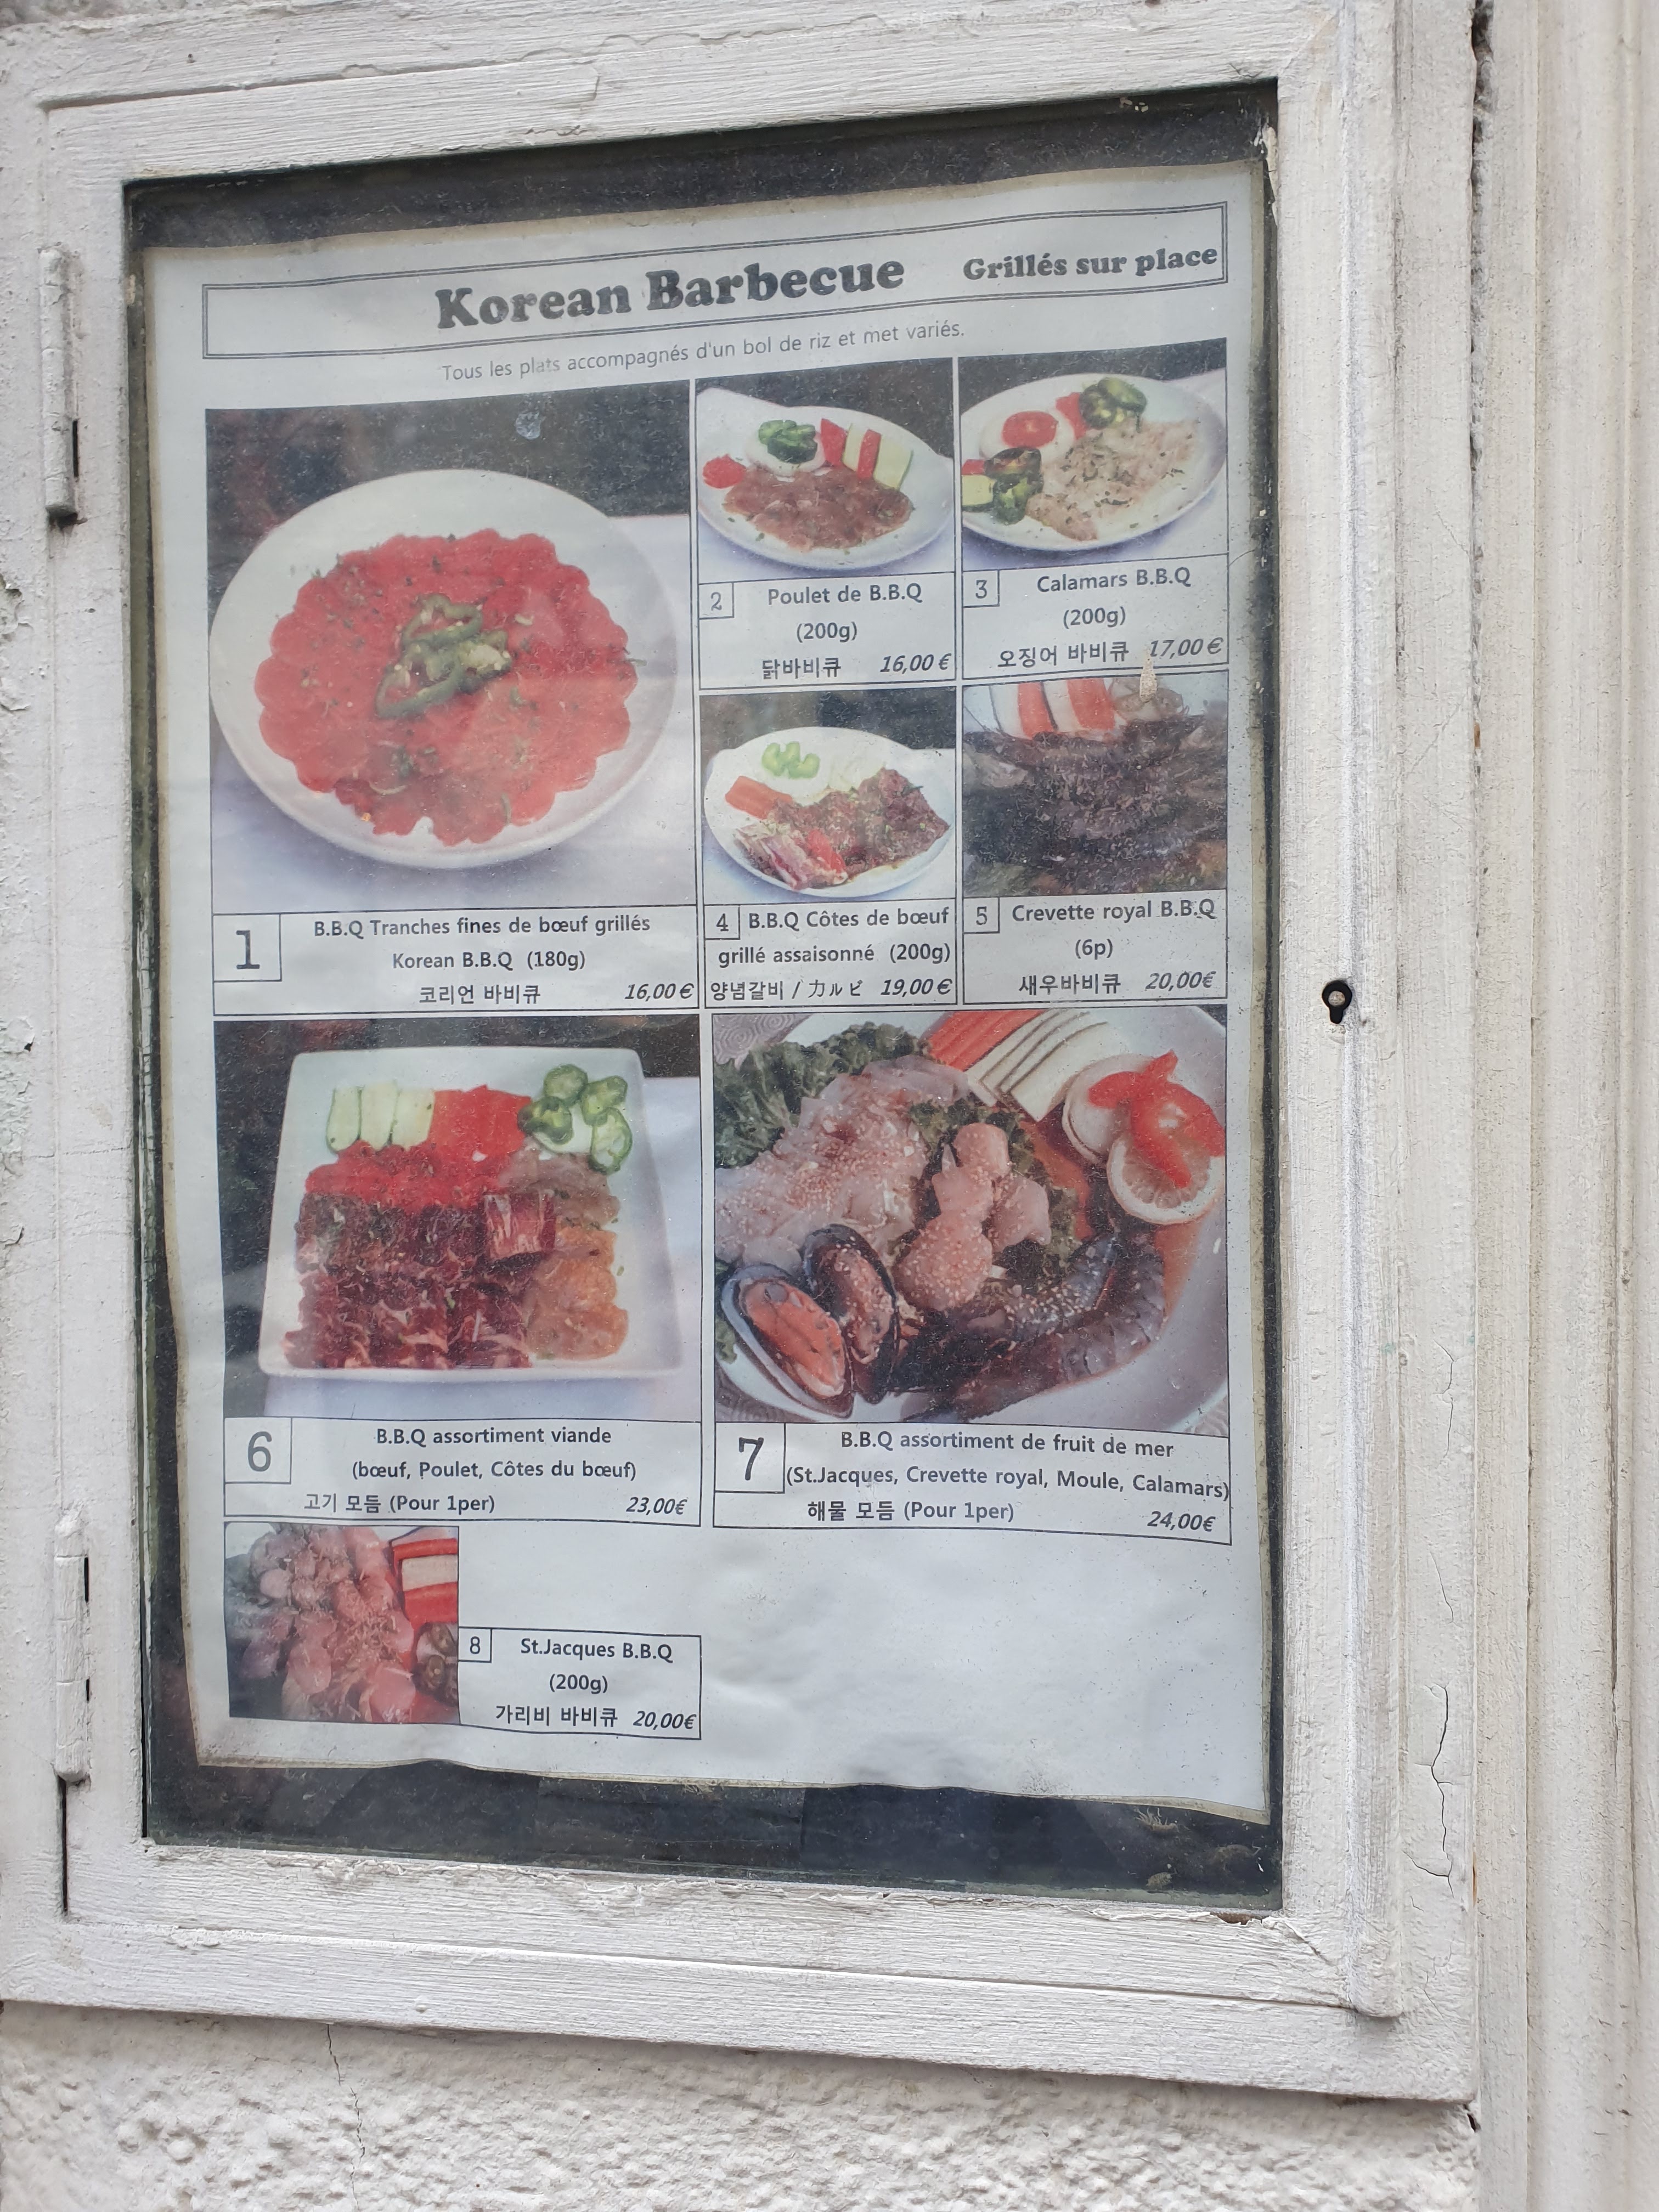 Korean Barbecue Grillés sur place
Tous les plats accompagnés d'un bol de riz et met variés.
2 Poulet de B.B.Q
(200g)
닭바비큐 16,00 €
3 Calamars B.B.Q
(200g)
오징어 바비큐 17,00 €
1 B.B.Q Tranches fines de bœuf grillés
Korean B.B.Q (180g)
코리언 바비큐 16,00 €
4 B.B.Q Côtes de bœuf
grillé assaisonné (200g)
양념갈비 / カルビ 19,00 €
5 Crevette royal B.B.Q
(6p)
새우바비큐 20,00€
6 B.B.Q assortiment viande
(bœuf, Poulet, Côtes du bœuf)
고기 모듬 (Pour 1per) 23,00€
7 B.B.Q assortiment de fruit de mer
(St.Jacques, Crevette royal, Moule, Calamars)
해물 모듬 (Pour 1per) 24,00€
8 St.Jacques B.B.Q
(200g)
가리비 바비큐 20,00€